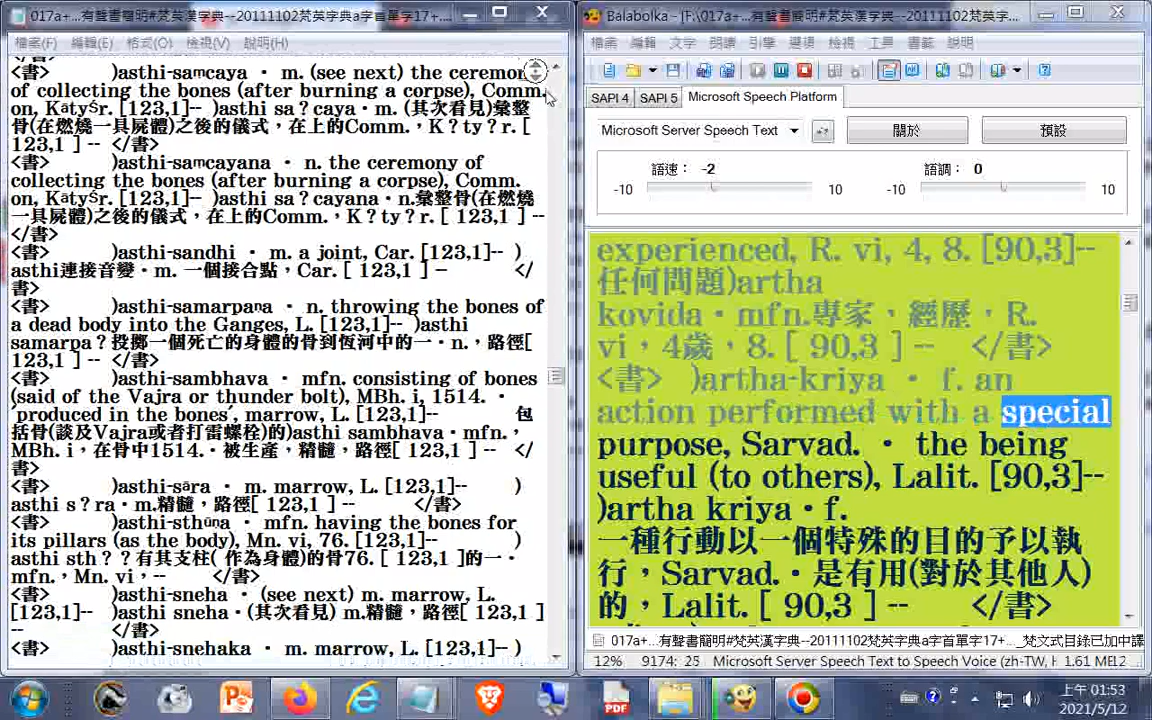 017a+...有聲書簡明#梵英漢字典--20111102梵英字典a字首單字17+...
檔案(F) 編輯(E) 格式(O) 檢視(V) 說明(H)
<書> )asthi-saṃcaya · m. (see next) the ceremony
of collecting the bones (after burning a corpse), Comm.
on, KātyŚr. [123,1]-- )asthi sa？caya · m. (其次看見)彙整
骨(在燃燒一具屍體)之後的儀式，在上的Comm.，K？ty？r. [
123,1 ] -- </書>
<書> )asthi-saṃcayana · n. the ceremony of
collecting the bones (after burning a corpse), Comm.
on, KātyŚr. [123,1]-- )asthi sa？cayana · n.彙整骨(在燃燒
一具屍體)之後的儀式，在上的Comm.，K？ty？r. [ 123,1 ] --
</書>
<書> )asthi-sandhi · m. a joint, Car. [123,1]-- )
asthi連接音變 · m. 一個接合點，Car. [ 123,1 ] -- </
書>
<書> )asthi-samarpaṇa · n. throwing the bones of
a dead body into the Ganges, L. [123,1]-- )asthi
samarpa？投擲一個死亡的身體的骨到恆河中的一 · n.，路徑[
123,1 ] -- </書>
<書> )asthi-sambhava · mfn. consisting of bones
(said of the Vajra or thunder bolt), MBh. i, 1514. ·
'produced in the bones', marrow, L. [123,1]-- 包
括骨(談及Vajra或者打雷螺栓)的)asthi sambhava · mfn.，
MBh. i，在骨中1514. · 被生產，精髓，路徑[ 123,1 ] -- </
書>
<書> )asthi-sāra · m. marrow, L. [123,1]-- )
asthi s？ra · m.精髓，路徑[ 123,1 ] -- </書>
<書> )asthi-sthūṇa · mfn. having the bones for
its pillars (as the body), Mn. vi, 76. [123,1]-- )
asthi sth？？有其支柱( 作為身體)的骨76. [ 123,1 ]的一 ·
mfn.，Mn. vi，-- </書>
<書> )asthi-sneha · (see next) m. marrow, L.
[123,1]-- )asthi sneha · (其次看見) m.精髓，路徑[ 123,1 ]
-- </書>
<書> )asthi-snehaka · m. marrow, L. [123,1]-- )
Balabolka - [F:\017a+...有聲書簡明#梵英漢字典--20111102梵英字...
檔案 編輯 文字 朗讀 引擎 選項 檢視 工具 書籤 說明
SAPI 4 SAPI 5 Microsoft Speech Platform
Microsoft Server Speech Text 關於 預設
語速： -2 語調： 0
-10 10 -10 10
experienced, R. vi, 4, 8. [90,3]--
任何問題)artha
kovida · mfn.專家，經歷，R.
vi，4歲，8. [ 90,3 ] -- </書>
<書> )artha-kriya · f. an
action performed with a special
purpose, Sarvad. · the being
useful (to others), Lalit. [90,3]--
)artha kriya · f.
一種行動以一個特殊的目的予以執
行，Sarvad. · 是有用(對於其他人)
的，Lalit. [ 90,3 ] -- </書>
017a+...有聲書簡明#梵英漢字典--20111102梵英字典a字首單字17+..._梵文式目錄已加中譯
12% 9174: 25 Microsoft Server Speech Text to Speech Voice (zh-TW, H 1.61 MEL2
PDF
上午 01:53
2021/5/12